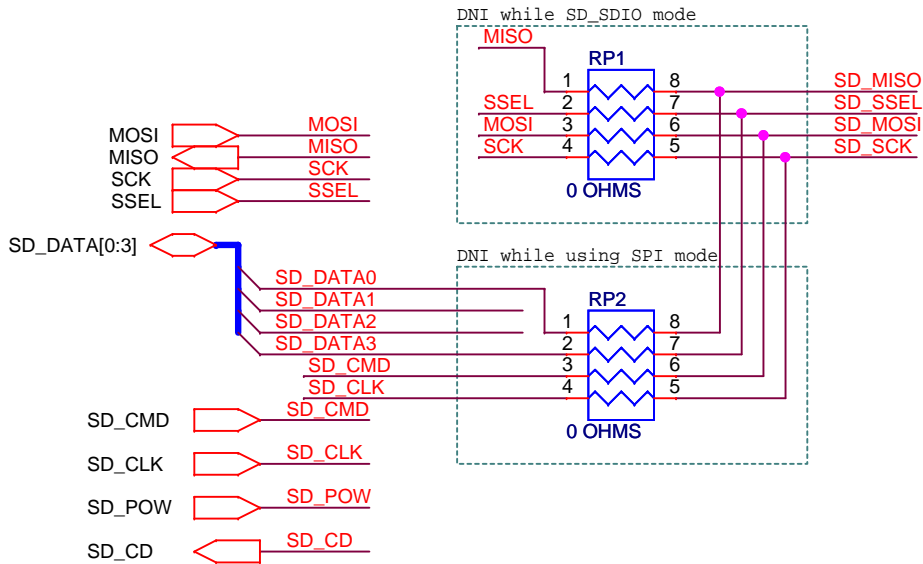 DNI while SD_SDIO mode
MISO
RP1
1 8 SD_MISO
SSEL 2 7 SD_SSEL
MOSI 3 6 SD_MOSI
SCK 4 5 SD_SCK
0 OHMS
MOSI MOSI
MISO MISO
SCK SCK
SSEL SSEL
SD_DATA[0:3]
DNI while using SPI mode
SD_DATA0
RP2
SD_DATA1
1 8
SD_DATA2
SD_DATA3 2 7
SD_CMD 3 6
SD_CLK 4 5
0 OHMS
SD_CMD SD_CMD
SD_CLK SD_CLK
SD_POW SD_POW
SD_CD SD_CD